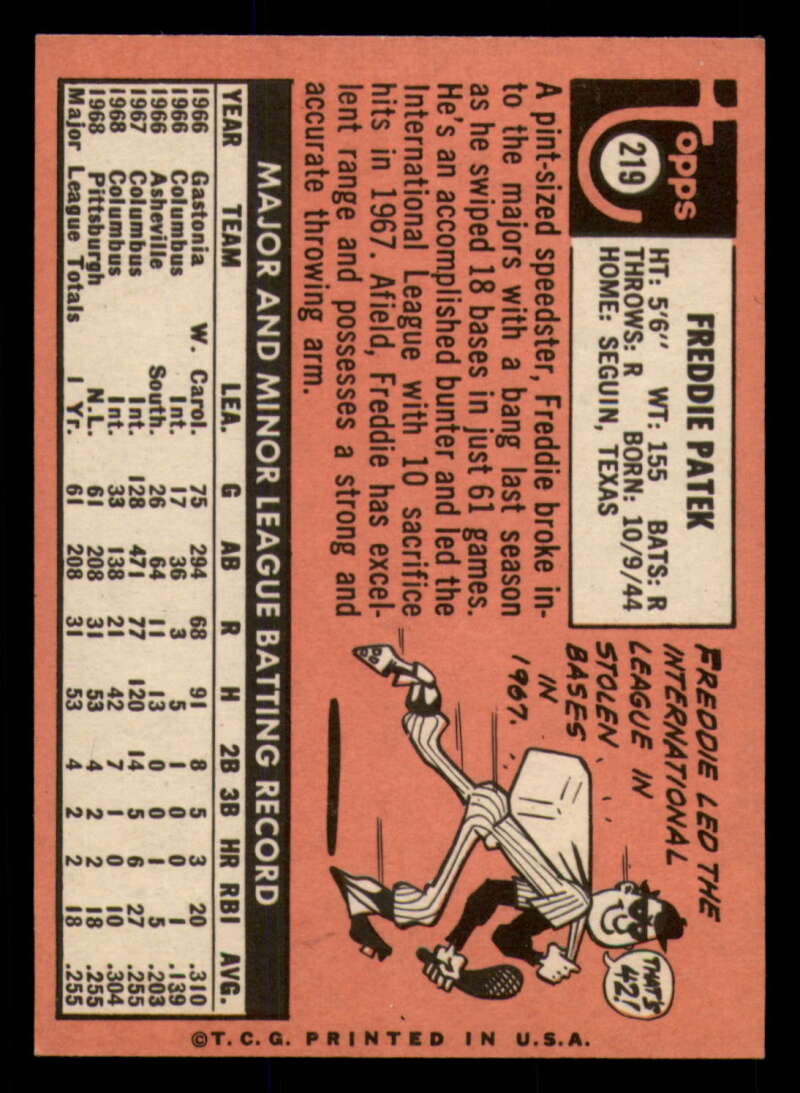 Topps
219
FREDDIE PATEK
HT: 5'6" WT: 155 BATS: R
THROWS: R BORN: 10/9/44
HOME: SEGUIN, TEXAS
A pint-sized speedster, Freddie broke in-
to the majors with a bang last season
as he swiped 18 bases in just 61 games.
He's an accomplished bunter and led the
International League with 10 sacrifice
hits in 1967. Afield, Freddie has excel-
lent range and possesses a strong and
accurate throwing arm.
FREDDIE LED THE
INTERNATIONAL
LEAGUE IN
STOLEN
BASES
IN
1967.
THAT'S
42!
MAJOR AND MINOR LEAGUE BATTING RECORD
YEAR TEAM LEA. G AB R H 2B 3B HR RBI AVG.
1966 Gastonia W. Carol. 75 294 68 91 8 5 3 20 .310
1966 Columbus Int. 17 36 3 5 1 0 0 1 .139
1966 Asheville South. 26 64 11 13 0 0 1 5 .203
1967 Columbus Int. 128 471 77 120 14 5 6 27 .255
1968 Columbus Int. 33 138 21 42 7 1 0 10 .304
1968 Pittsburgh N.L. 61 208 31 53 4 2 2 18 .255
Major League Totals 1 Yr. 61 208 31 53 4 2 2 18 .255
©T.C.G. PRINTED IN U.S.A.